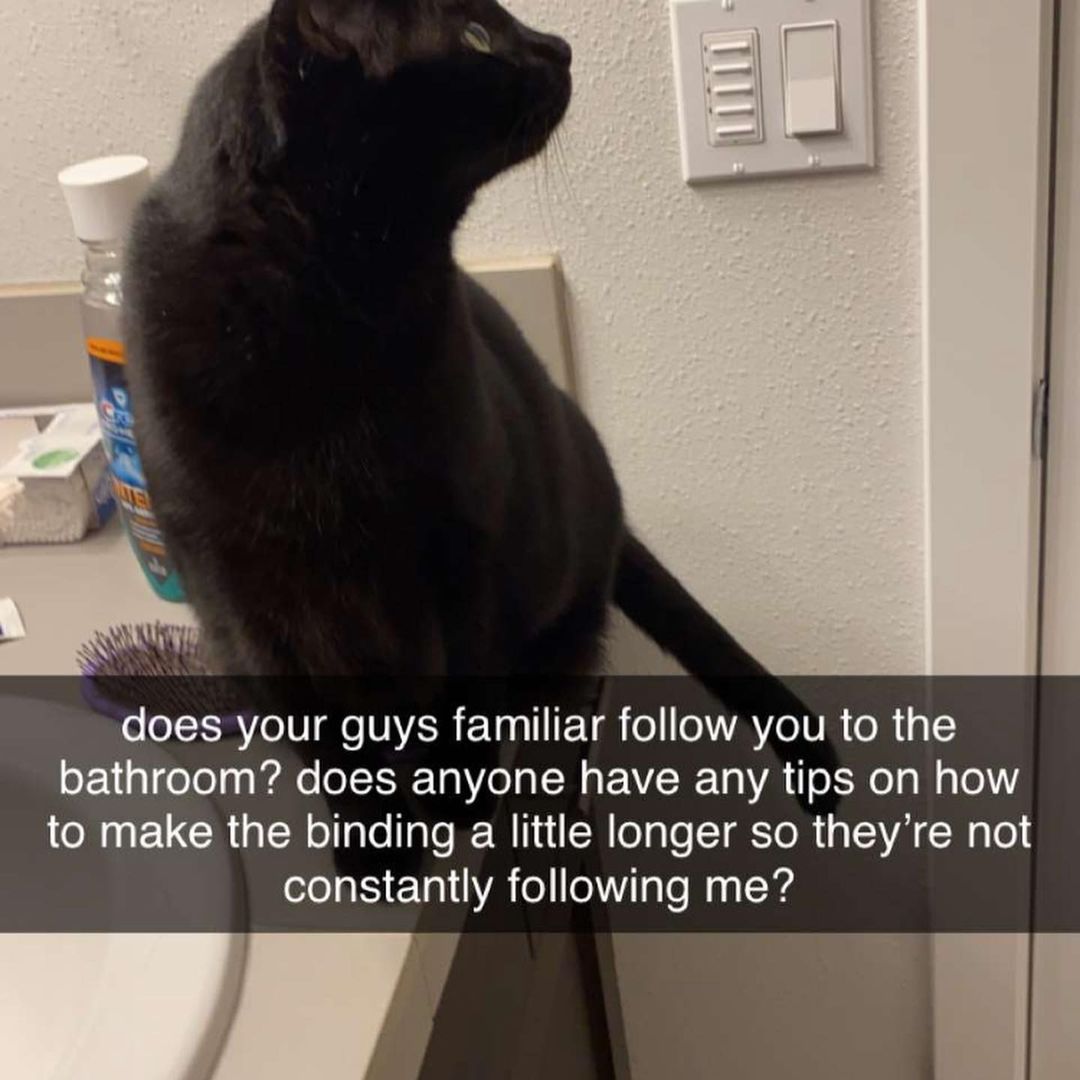 does your guys familiar follow you to the
bathroom? does anyone have any tips on how
to make the binding a little longer so they’re not
constantly following me?